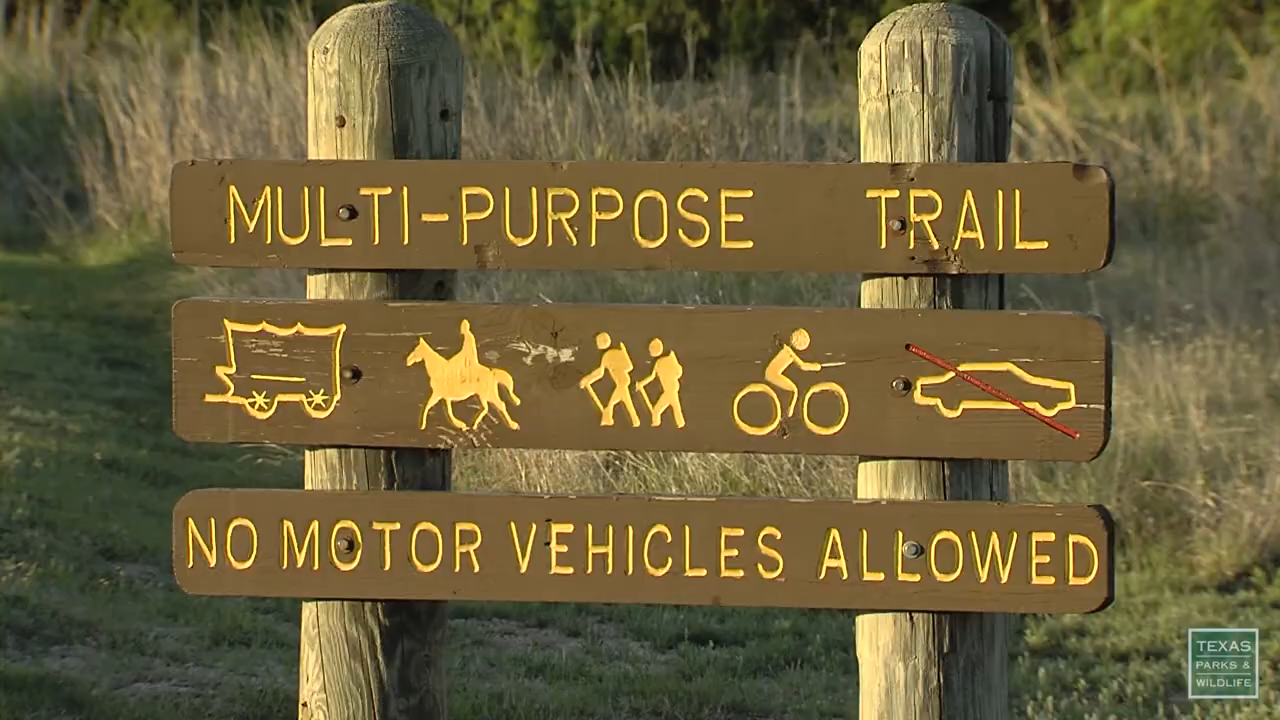 MULTI-PURPOSE TRAIL
NO MOTOR VEHICLES ALLOWED
TEXAS
PARKS &
WILDLIFE